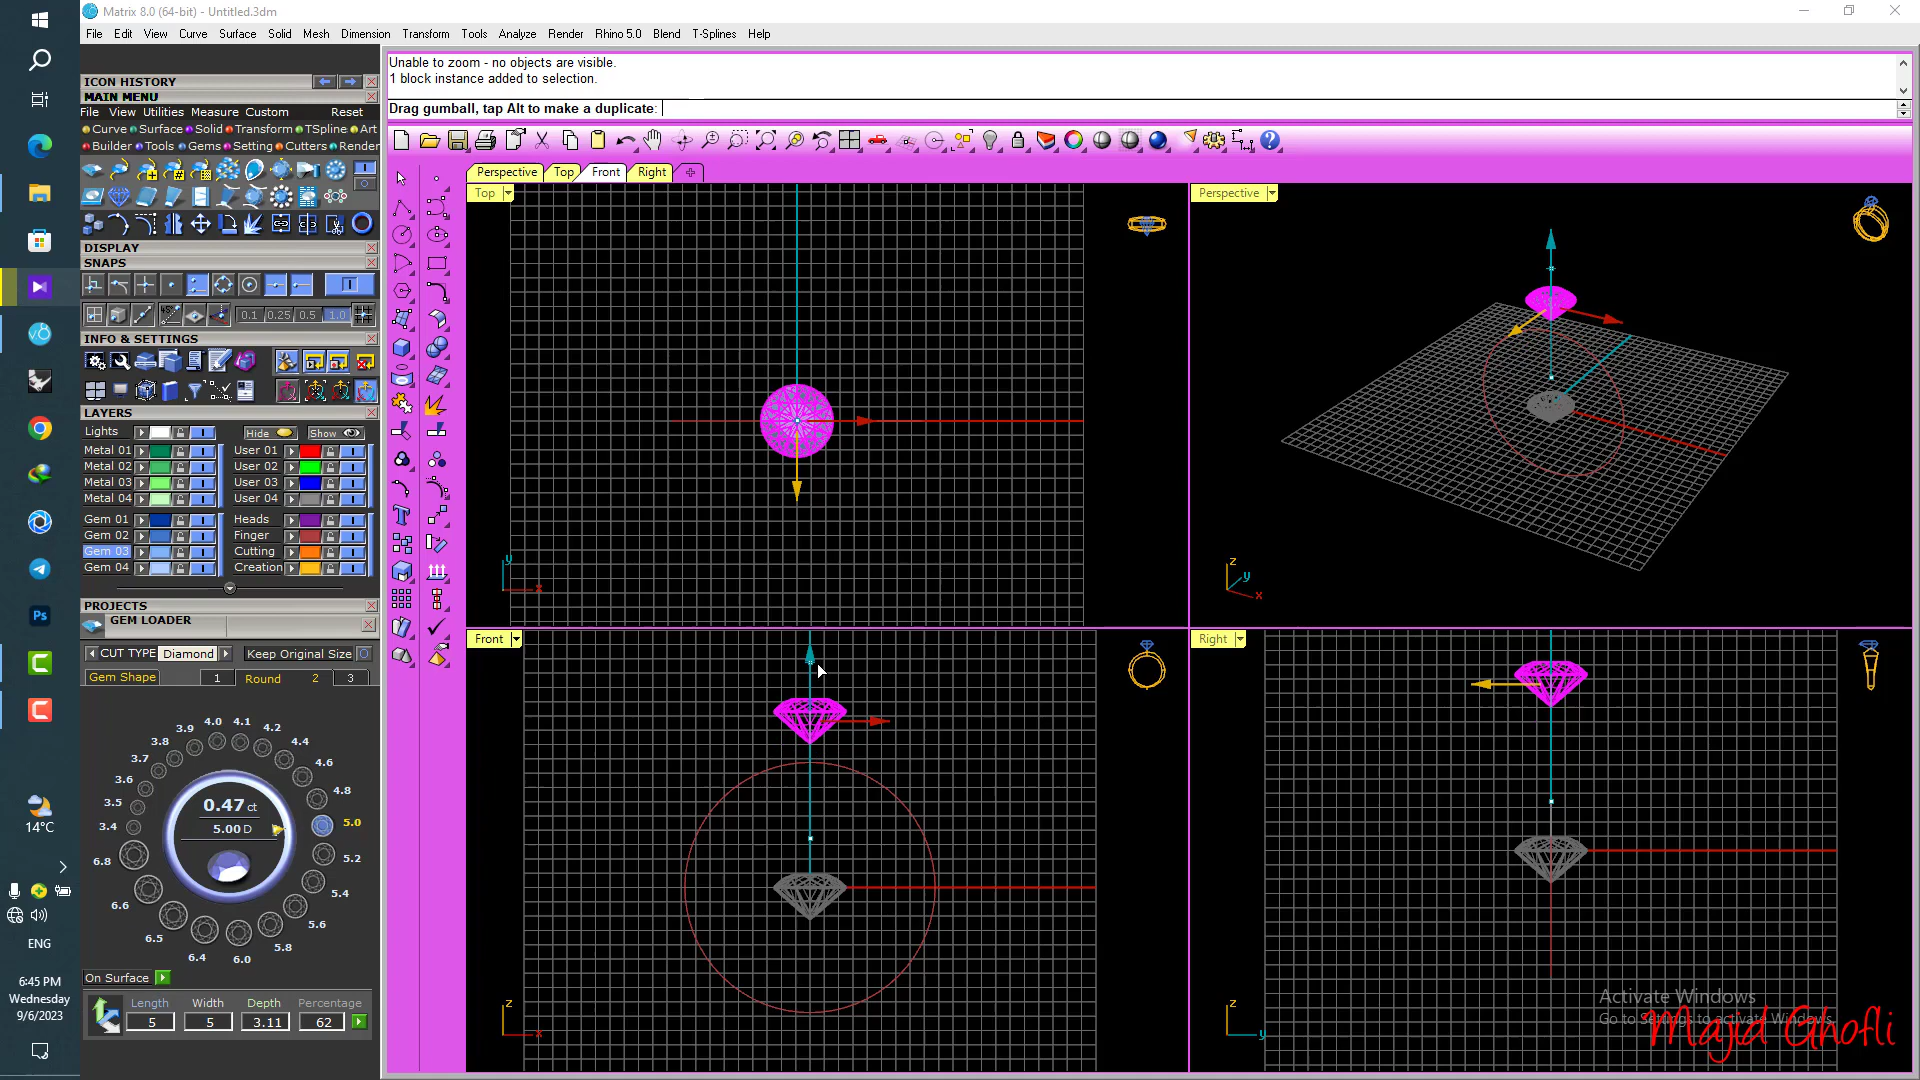 Matrix 8.0 (64-bit) - Untitled.3dm
File Edit View Curve Surface Solid Mesh Dimension Transform Tools Analyze Render Rhino 5.0 Blend T-Splines Help
Unable to zoom - no objects are visible.
1 block instance added to selection.
Drag gumball, tap Alt to make a duplicate:
ICON HISTORY
MAIN MENU
File View Utilities Measure Custom Reset
Curve Surface Solid Transform TSpline Art
Builder Tools Gems Setting Cutters Render
DISPLAY
SNAPS
0.1 0.25 0.5 1.0
INFO & SETTINGS
LAYERS
Lights Hide Show
Metal 01 User 01
Metal 02 User 02
Metal 03 User 03
Metal 04 User 04
Gem 01 Heads
Gem 02 Finger
Gem 03 Cutting
Gem 04 Creation
PROJECTS
GEM LOADER
CUT TYPE Diamond Keep Original Size
Gem Shape 1 Round 2 3
4.0 4.1
3.9 4.2
3.8 4.4
3.7 4.6
3.6 4.8
3.5
3.4
0.47 ct
5.00 D
5.0
6.8 5.2
6.6 5.4
6.5 5.6
6.4 6.0 5.8
On Surface
Length Width Depth Percentage
5 5 3.11 62
Perspective Top Front Right
Top
y
x
Perspective
z
y
x
Front
z
x
Right
z
y
Activate Windows
Go to Settings to activate Windows.
Majid Ghofli
Ps
14°C
ENG
6:45 PM
Wednesday
9/6/2023